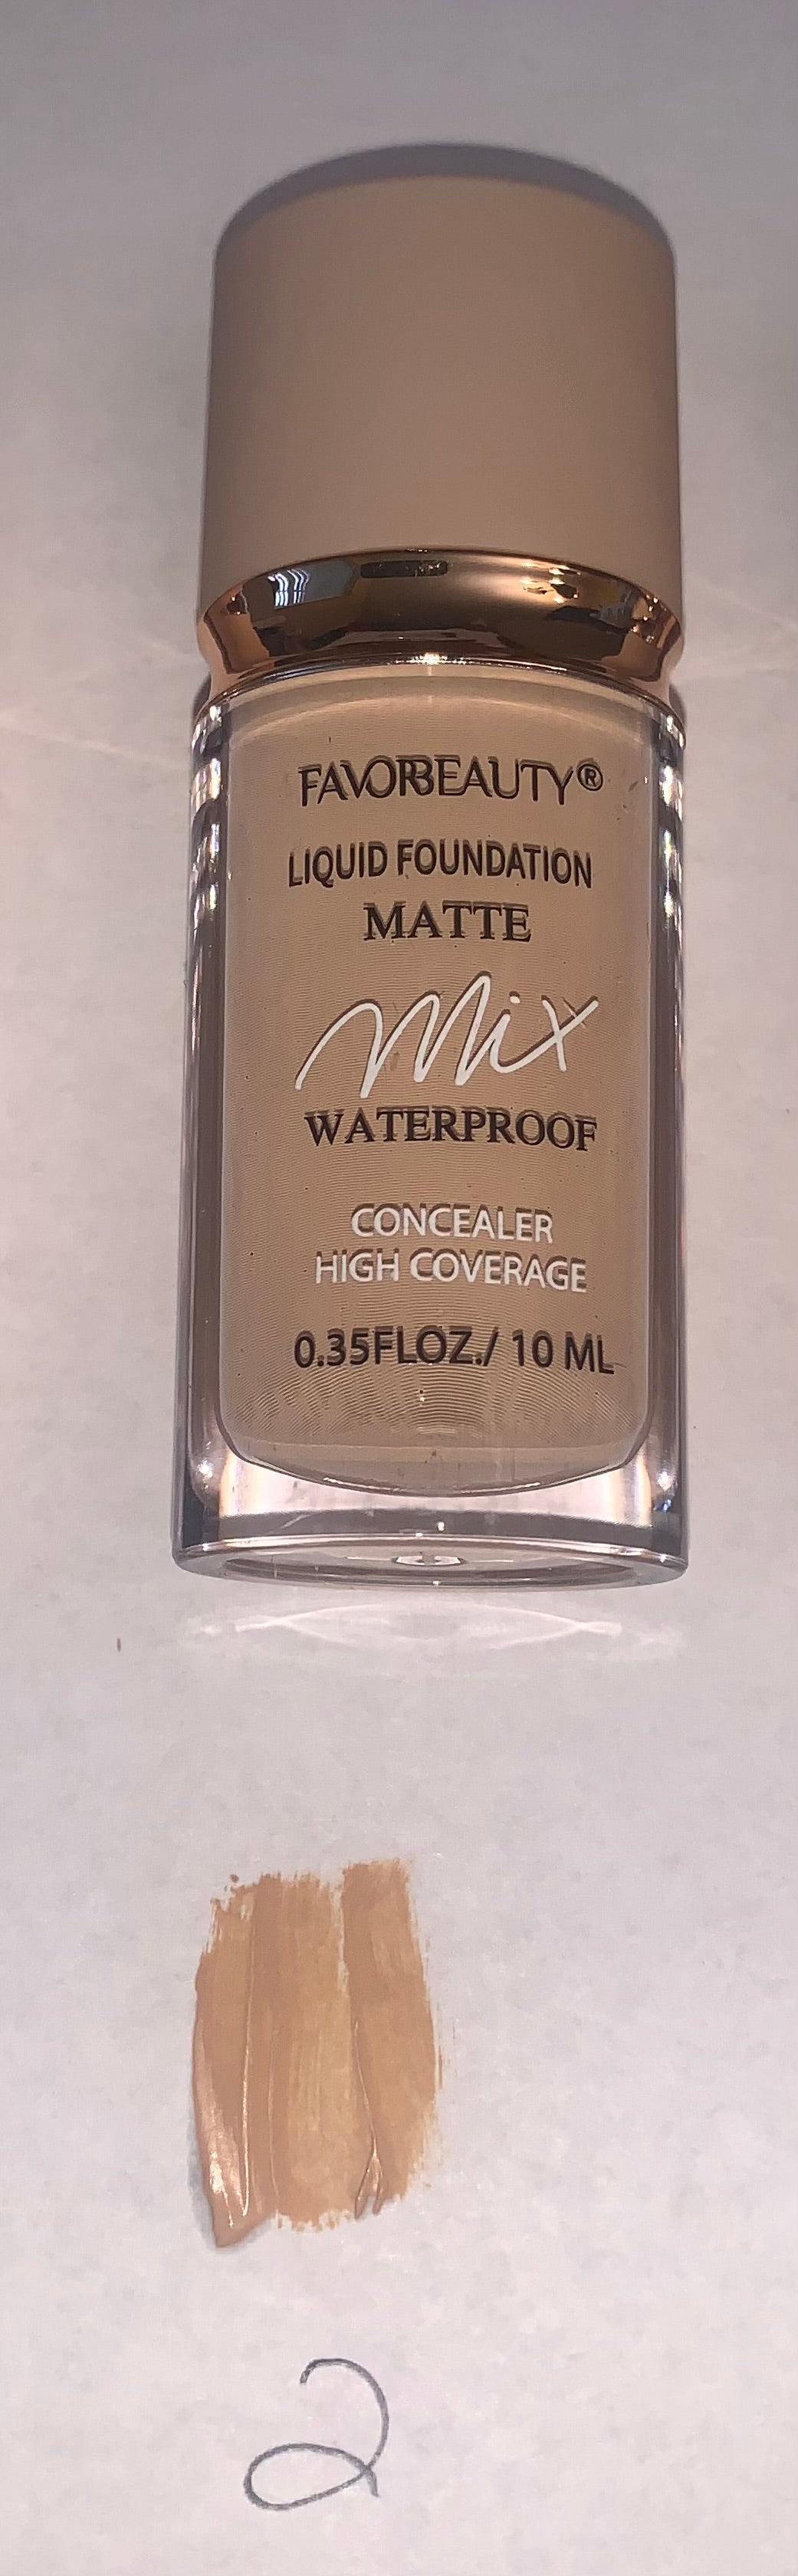 FAVORBEAUTY®
LIQUID FOUNDATION
MATTE
Mix
WATERPROOF
CONCEALER
HIGH COVERAGE
0.35FLOZ./ 10 ML
2